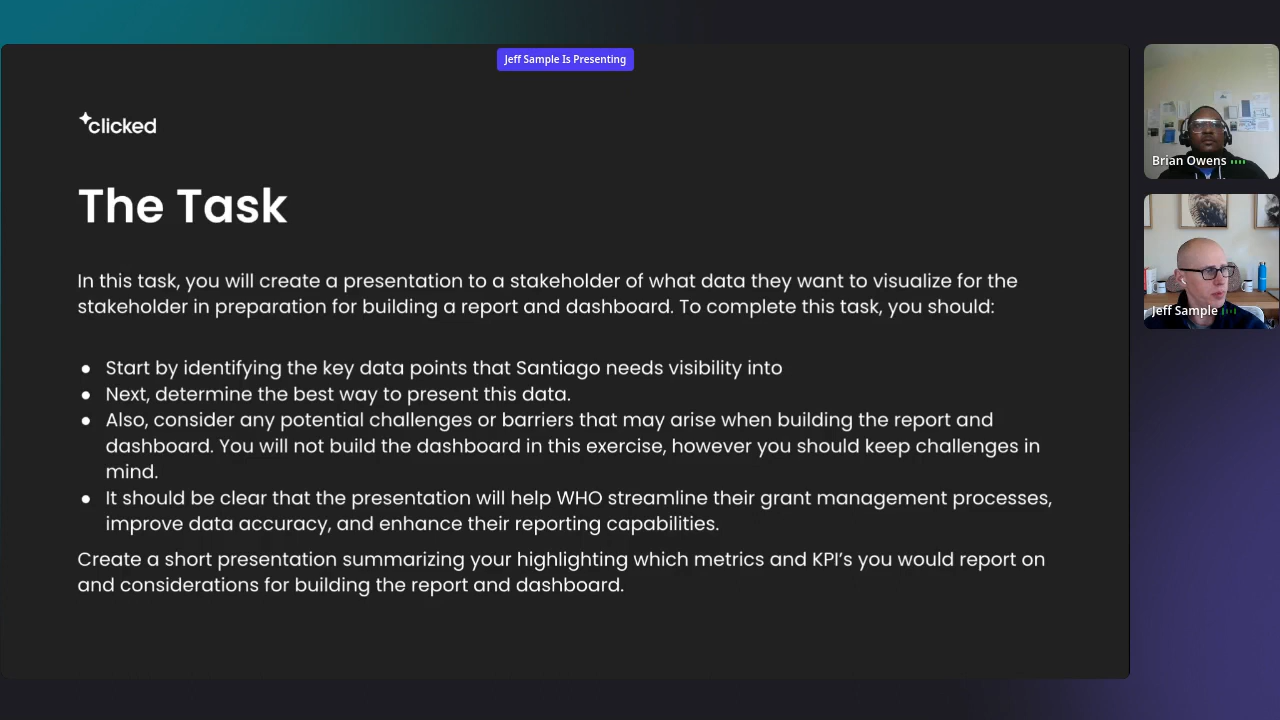 Jeff Sample Is Presenting
clicked
The Task
In this task, you will create a presentation to a stakeholder of what data they want to visualize for the
stakeholder in preparation for building a report and dashboard. To complete this task, you should:
● Start by identifying the key data points that Santiago needs visibility into
● Next, determine the best way to present this data.
● Also, consider any potential challenges or barriers that may arise when building the report and
dashboard. You will not build the dashboard in this exercise, however you should keep challenges in
mind.
● It should be clear that the presentation will help WHO streamline their grant management processes,
improve data accuracy, and enhance their reporting capabilities.
Create a short presentation summarizing your highlighting which metrics and KPI's you would report on
and considerations for building the report and dashboard.
Brian Owens
Jeff Sample